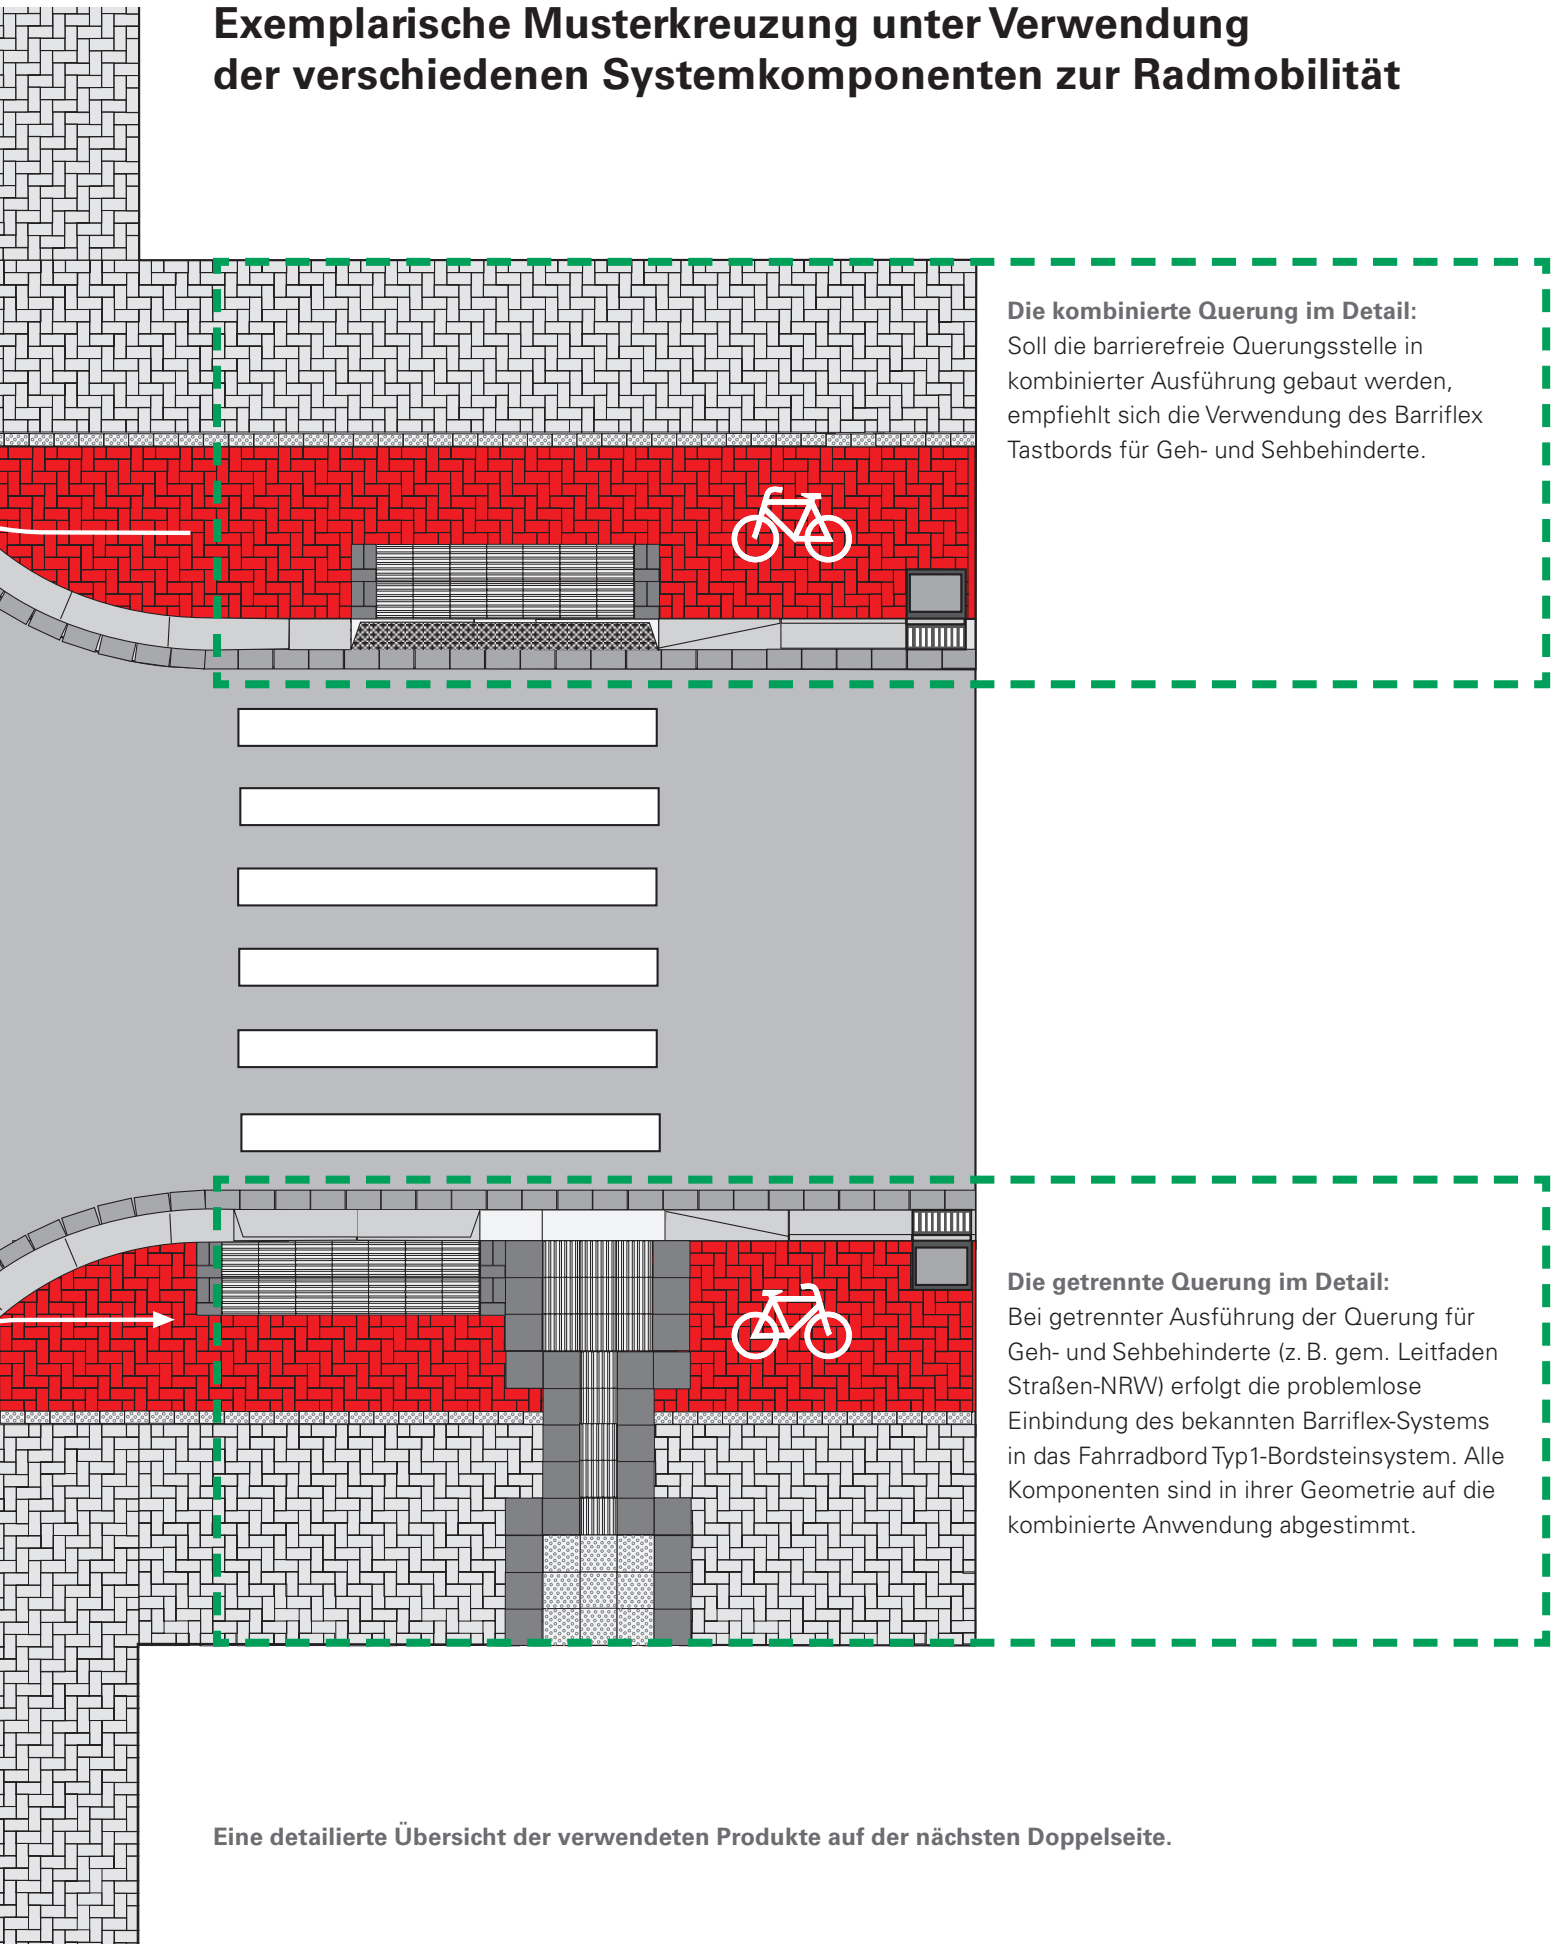 Exemplarische Musterkreuzung unter Verwendung
der verschiedenen Systemkomponenten zur Radmobilität
Die kombinierte Querung im Detail:
Soll die barrierefreie Querungsstelle in
kombinierter Ausführung gebaut werden,
empfiehlt sich die Verwendung des Barriflex
Tastbords für Geh- und Sehbehinderte.
Die getrennte Querung im Detail:
Bei getrennter Ausführung der Querung für
Geh- und Sehbehinderte (z. B. gem. Leitfaden
Straßen-NRW) erfolgt die problemlose
Einbindung des bekannten Barriflex-Systems
in das Fahrradbord Typ1-Bordsteinsystem. Alle
Komponenten sind in ihrer Geometrie auf die
kombinierte Anwendung abgestimmt.
Eine detailierte Übersicht der verwendeten Produkte auf der nächsten Doppelseite.